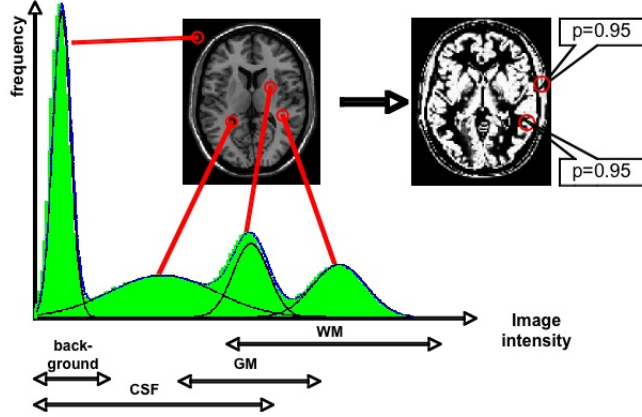 frequency
p=0.95
p=0.95
WM
Image
intensity
back-
ground
GM
CSF